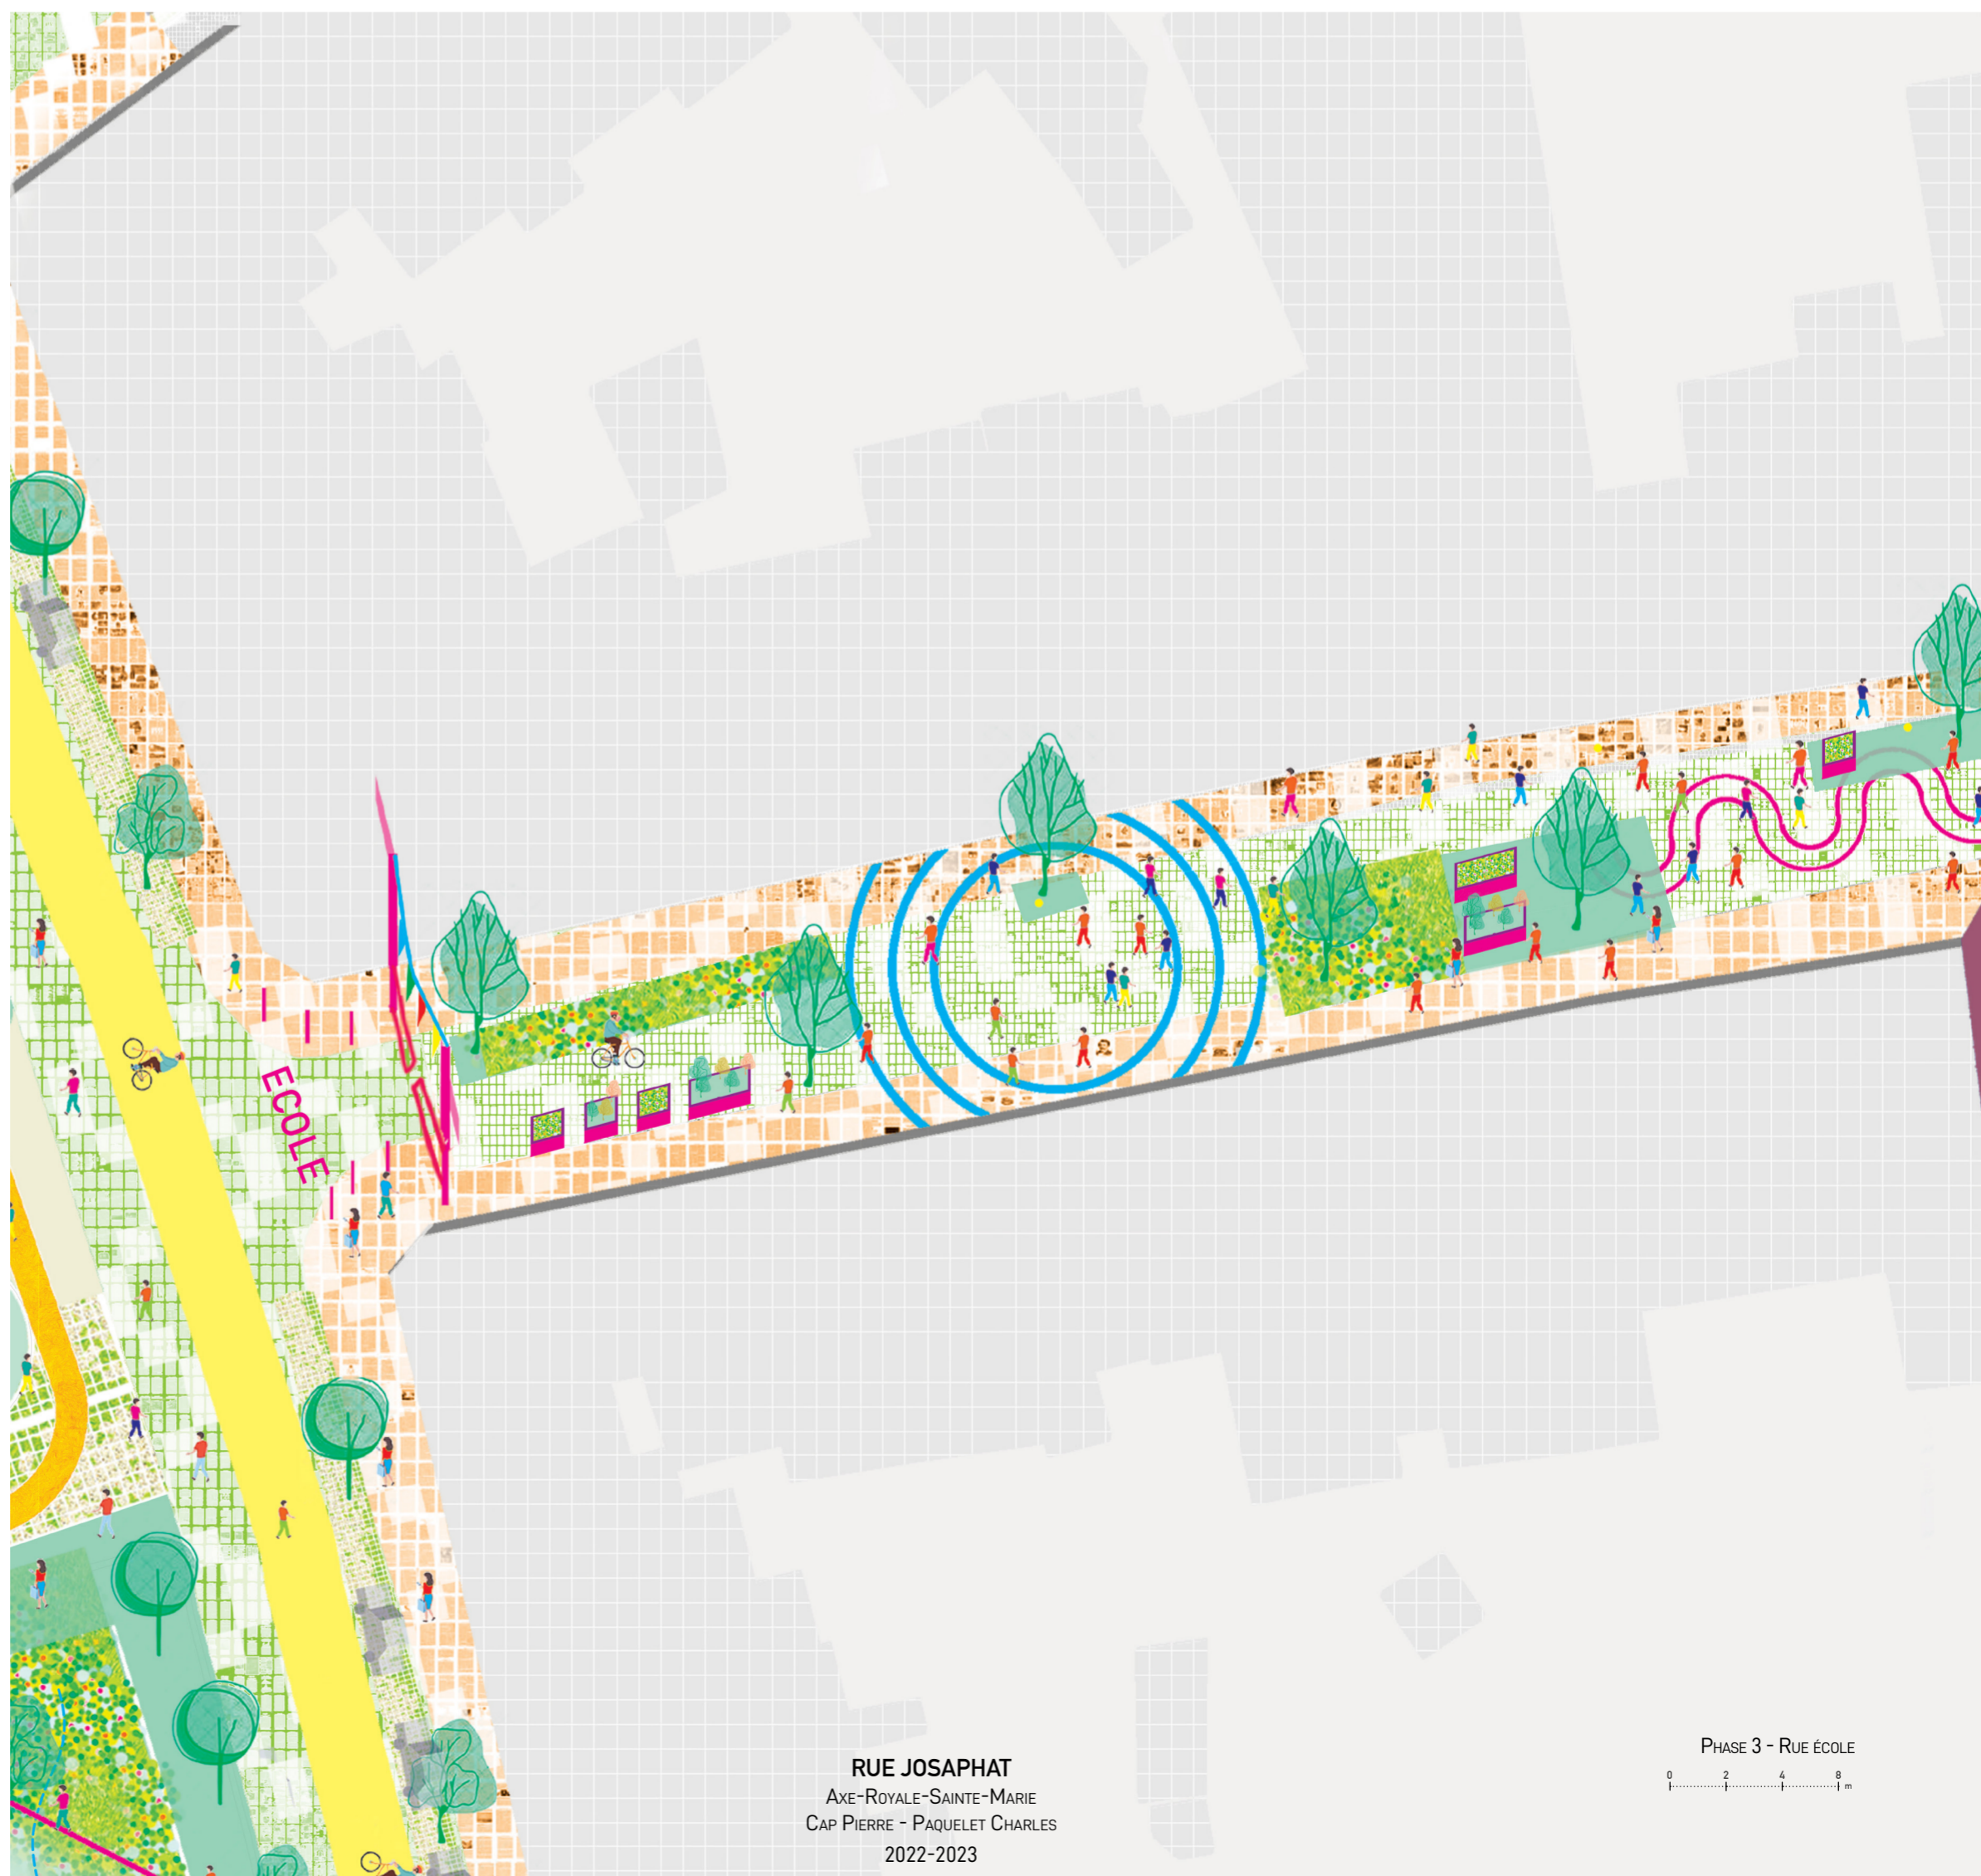 ECOLE
RUE JOSAPHAT
AXE-ROYALE-SAINTE-MARIE
CAP PIERRE - PAQUELET CHARLES
2022-2023
PHASE 3 - RUE ÉCOLE
0 2 4 8 m